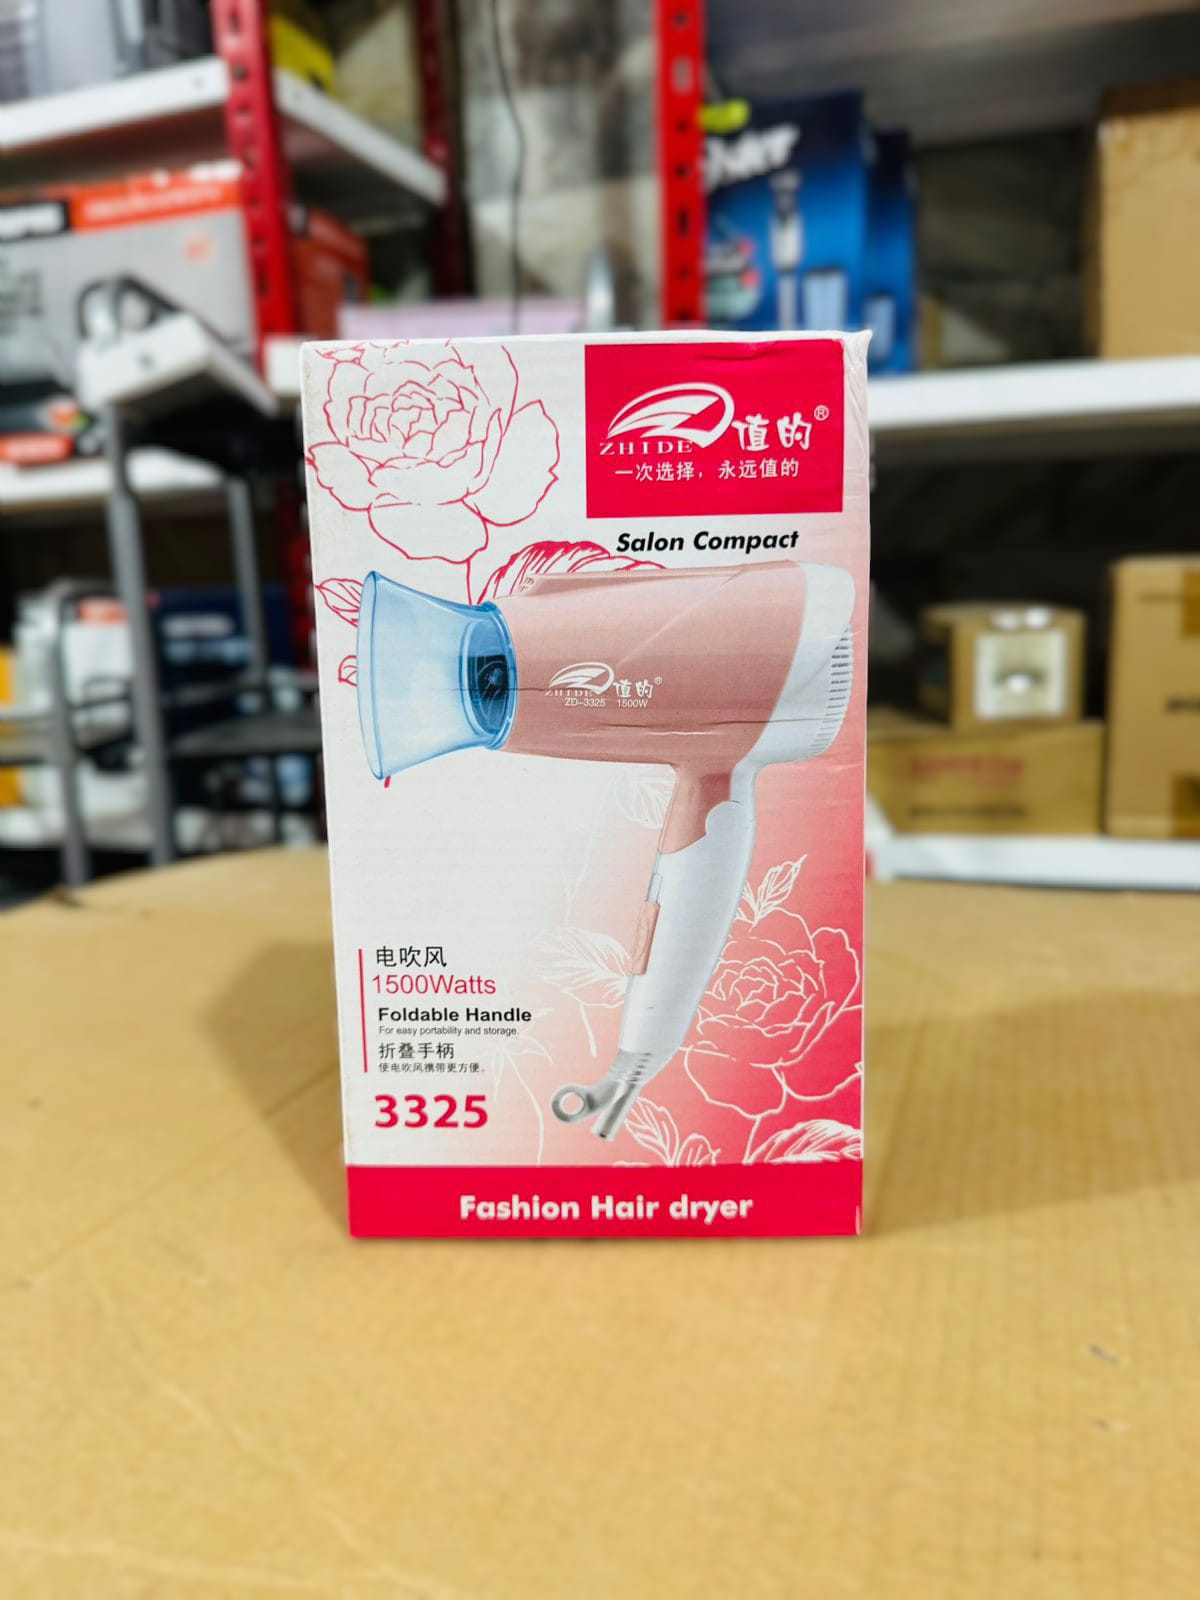 ZHIDE 值的®
一次选择，永远值的
Salon Compact
ZHIDE 值的®
ZD-3325 1500W
电吹风
1500Watts
Foldable Handle
For easy portability and storage.
折叠手柄
使电吹风携带更方便。
3325
Fashion Hair dryer